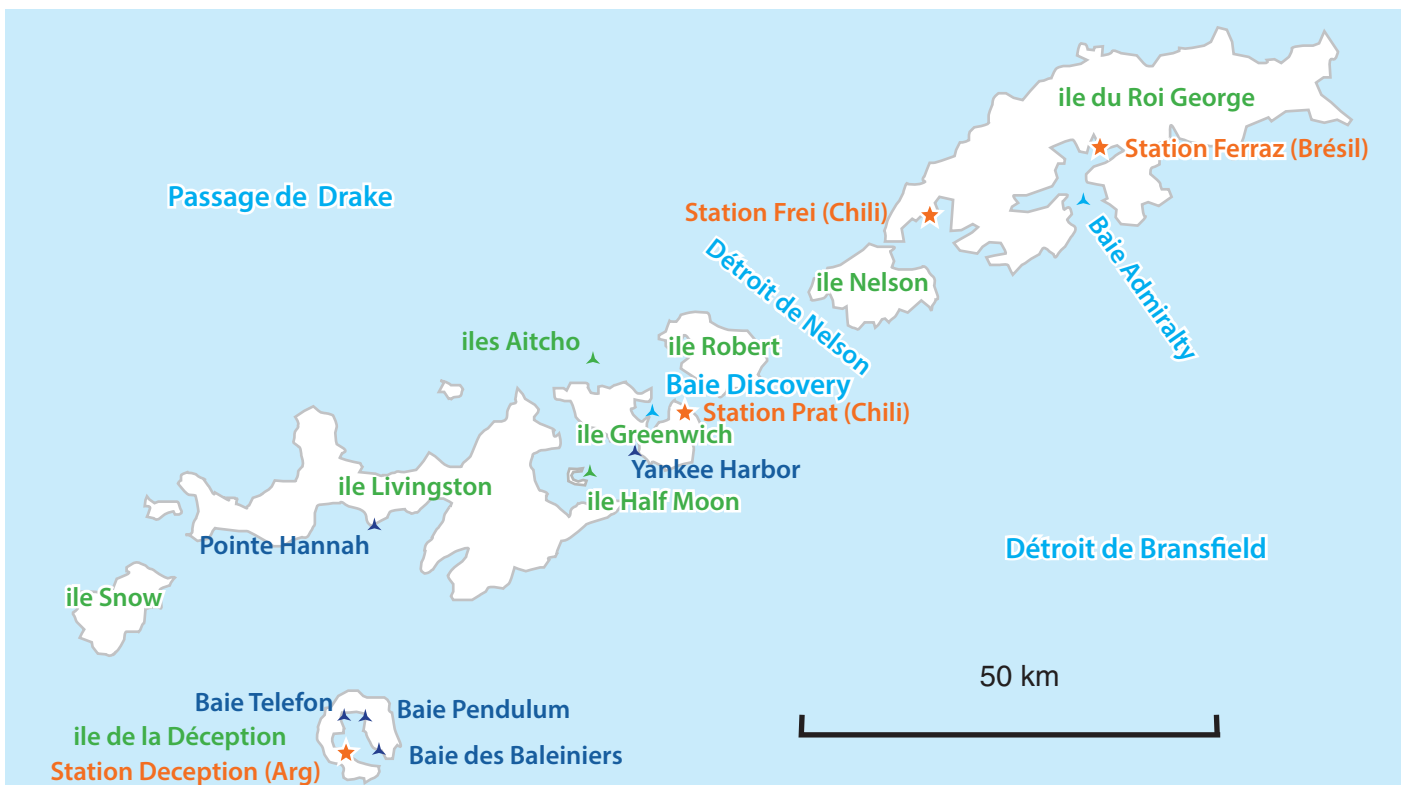 ile du Roi George
Station Ferraz (Brésil)
Passage de Drake
Station Frei (Chili)
Baie Admiralty
Détroit de Nelson
ile Nelson
iles Aitcho
ile Robert
Baie Discovery
Station Prat (Chili)
ile Greenwich
Yankee Harbor
ile Livingston
ile Half Moon
Pointe Hannah
Détroit de Bransfield
ile Snow
50 km
Baie Telefon
Baie Pendulum
ile de la Déception
Baie des Baleiniers
Station Deception (Arg)